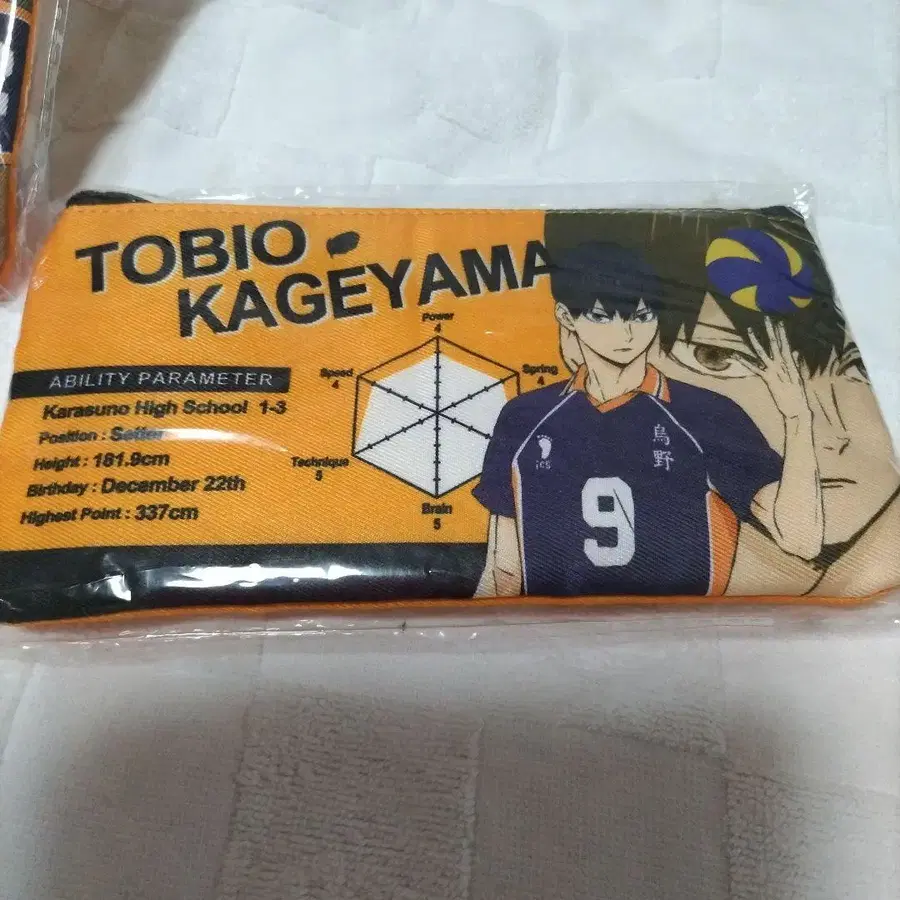 TOBIO
KAGEYAMA
ABILITY PARAMETER
Karasuno High School 1-3
Position : Setter
Height : 181.9cm
Birthday : December 22th
Highest Point : 337cm
Power
4
Speed
4
Spring
4
Technique
5
Brain
5
烏野
jcs
9